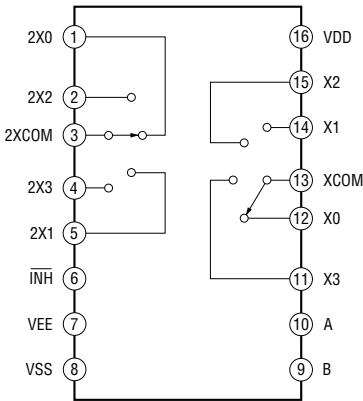 2X0 1
2X2 2
2XCOM 3
2X3 4
2X1 5
INH 6
VEE 7
VSS 8
16 VDD
15 X2
14 X1
13 XCOM
12 X0
11 X3
10 A
9 B